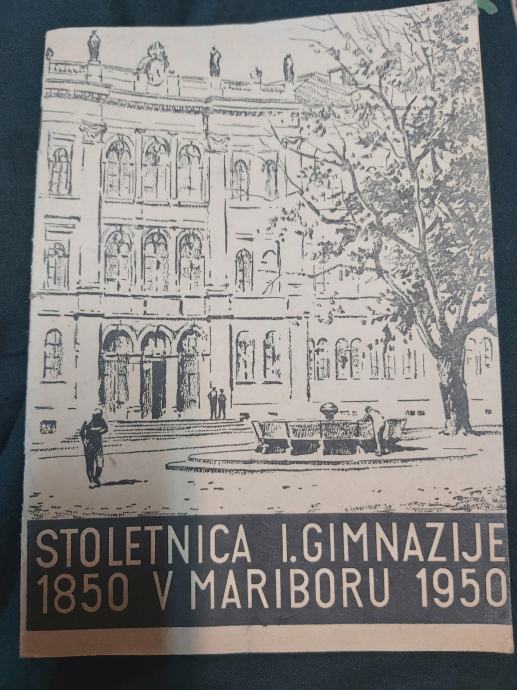 STOLETNICA I. GIMNAZIJE
1850 V MARIBORU 1950